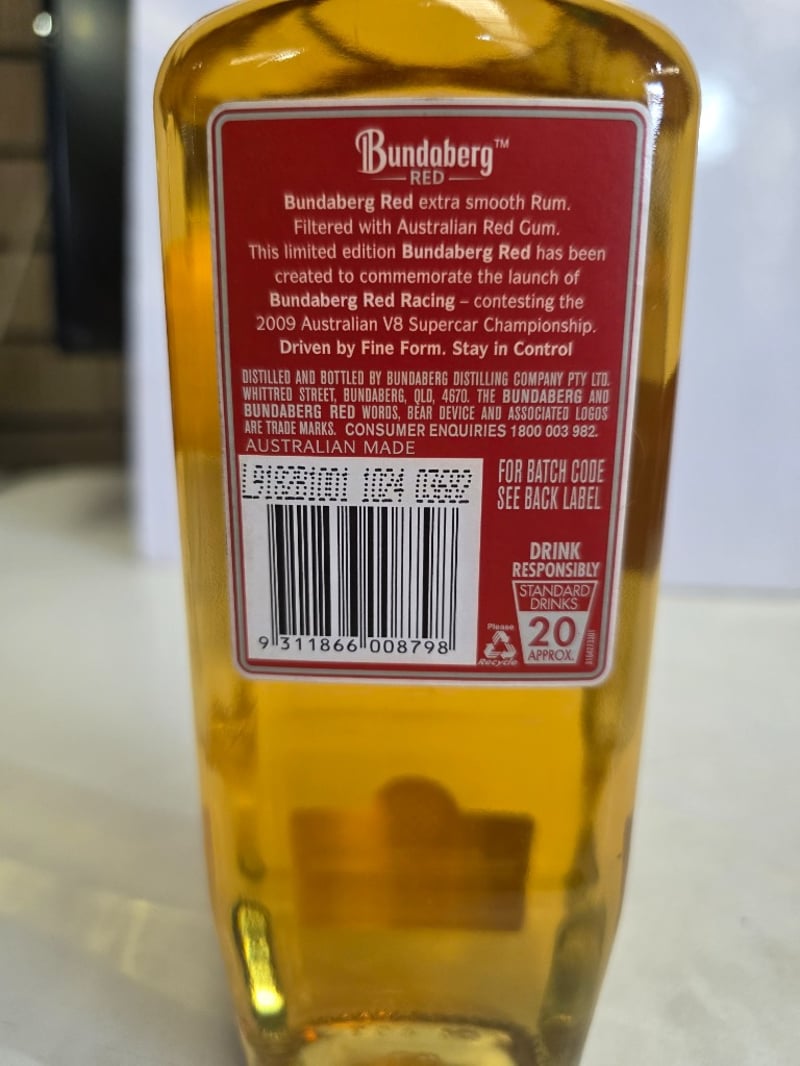 Bundaberg™
RED
Bundaberg Red extra smooth Rum.
Filtered with Australian Red Gum.
This limited edition Bundaberg Red has been
created to commemorate the launch of
Bundaberg Red Racing – contesting the
2009 Australian V8 Supercar Championship.
Driven by Fine Form. Stay in Control
DISTILLED AND BOTTLED BY BUNDABERG DISTILLING COMPANY PTY LTD.
WHITTRED STREET, BUNDABERG, QLD, 4670. THE BUNDABERG AND
BUNDABERG RED WORDS, BEAR DEVICE AND ASSOCIATED LOGOS
ARE TRADE MARKS. CONSUMER ENQUIRIES 1800 003 982.
AUSTRALIAN MADE
1024
FOR BATCH CODE
SEE BACK LABEL
9 311866 008798
DRINK
RESPONSIBLY
STANDARD
DRINKS
20
APPROX.
Please
Recycle